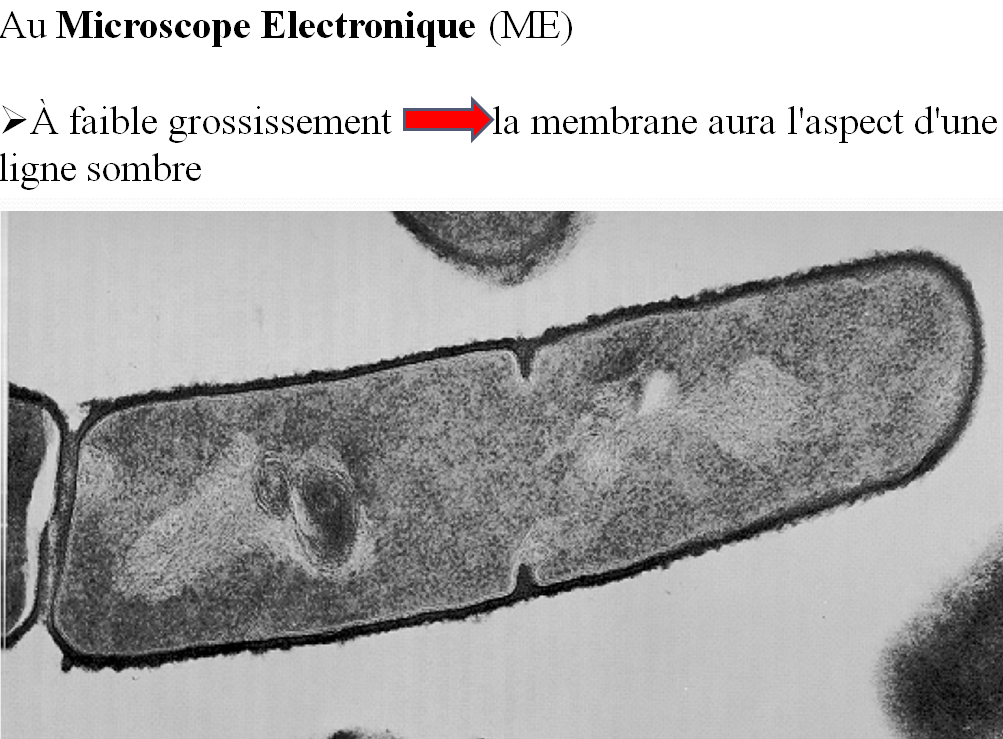 Au Microscope Electronique (ME)
➢À faible grossissement la membrane aura l'aspect d'une
ligne sombre